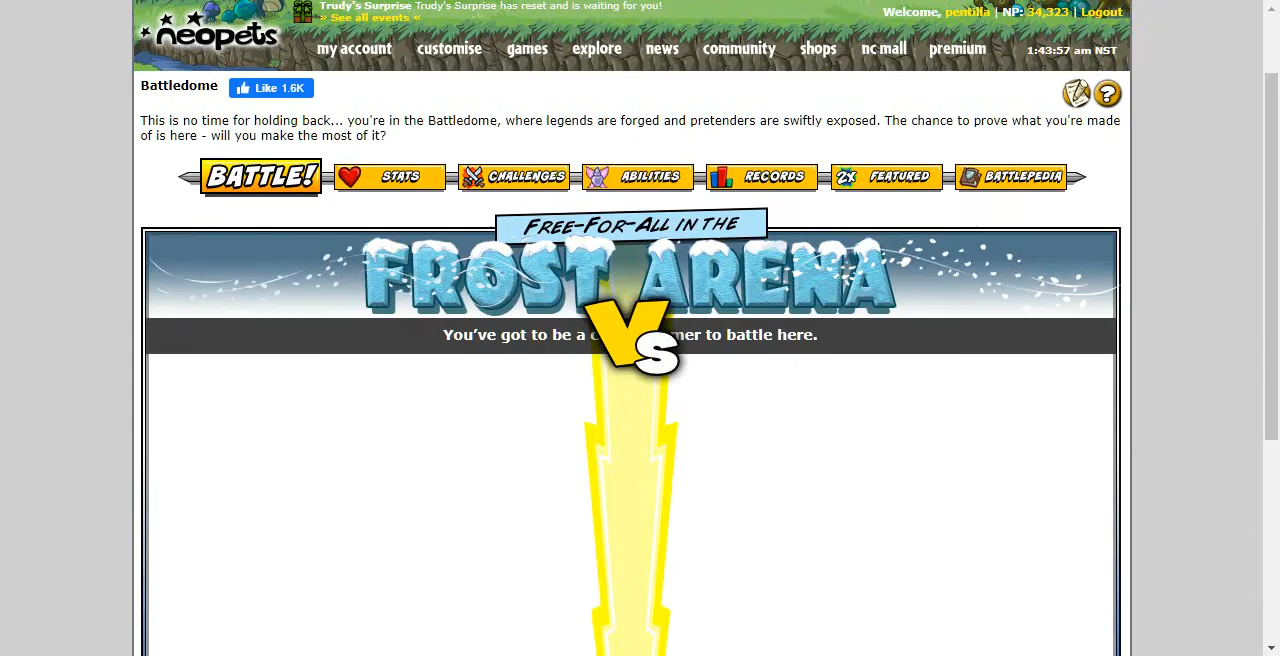 Trudy's Surprise Trudy's Surprise has reset and is waiting for you!
» See all events «
Welcome, pentilla | NP: 34,323 | Logout
neopets
my account customise games explore news community shops nc mall premium 1:43:57 am NST
Battledome Like 1.6K
This is no time for holding back... you're in the Battledome, where legends are forged and pretenders are swiftly exposed. The chance to prove what you're made
of is here - will you make the most of it?
BATTLE! STATS CHALLENGES ABILITIES RECORDS 2X FEATURED BATTLEPEDIA
FREE-FOR-ALL IN THE
FROST ARENA
VS
You've got to be a to battle here.